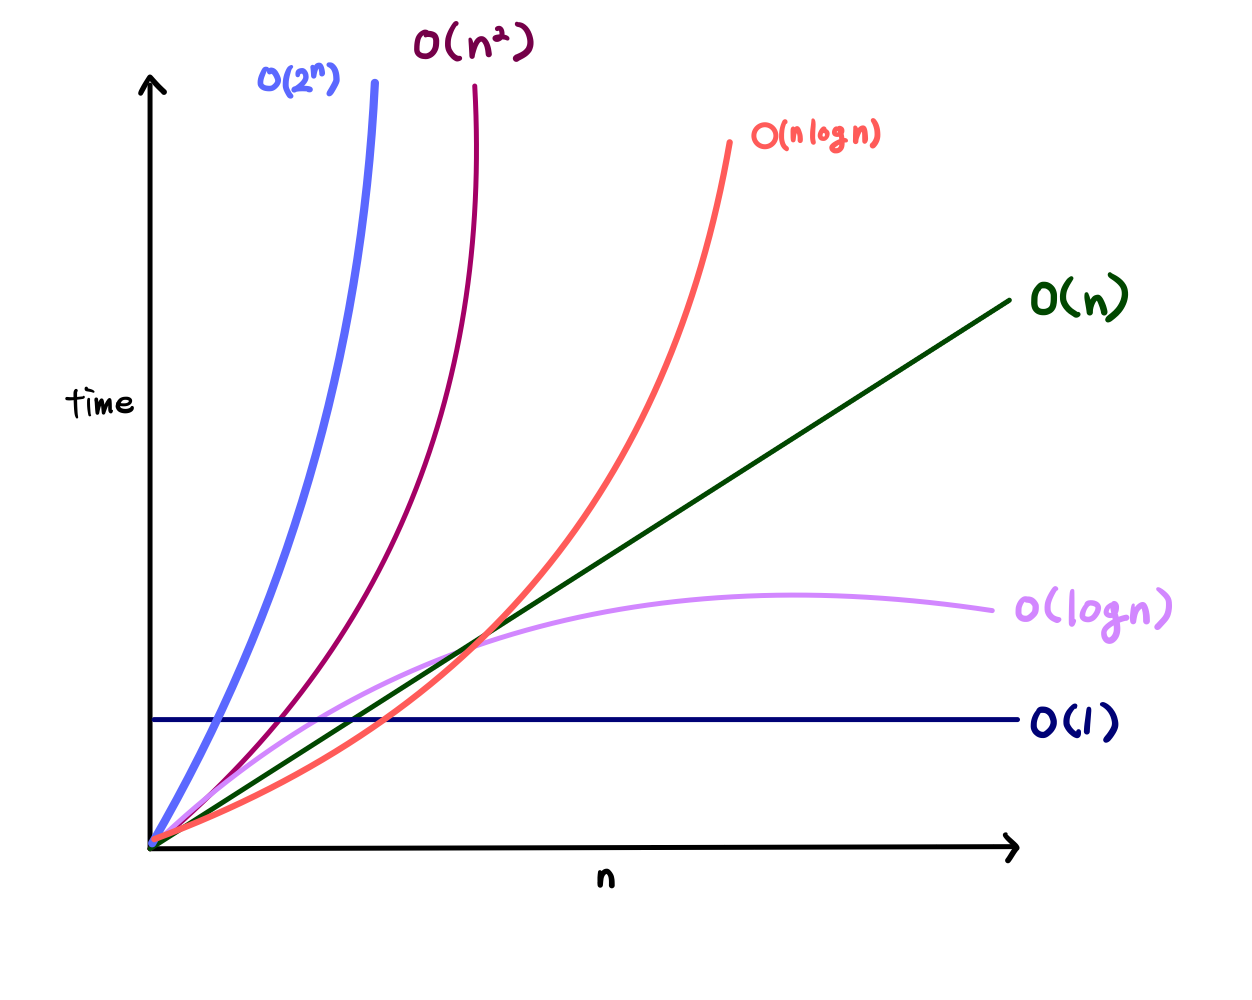 O(n²)
O(2ⁿ)
O(n log n)
O(n)
time
O(log n)
O(1)
n